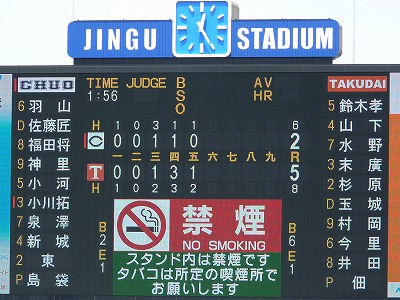 JINGU STADIUM
CHUO TIME JUDGE B AV TAKUDAI
1:56 S HR
O
6 羽山
D 佐藤匠
8 福田将
9 神里
5 小河
3 小川拓
7 泉澤
4 新城
2 東
P 島袋
H 1 0 3 1 1 6
C 0 0 1 1 0 2
一 二 三 四 五 六 七 八 九 R
T 0 0 1 3 1 5
H 1 0 1 3 1 8
B 2 E 1
B 6 E 1
5 鈴木孝
4 山下
7 水野
3 末廣
2 杉原
D 玉城
9 村岡
6 今里
8 井田
P 佃
禁煙
NO SMOKING
スタンド内は禁煙です
タバコは所定の喫煙所で
お願いします